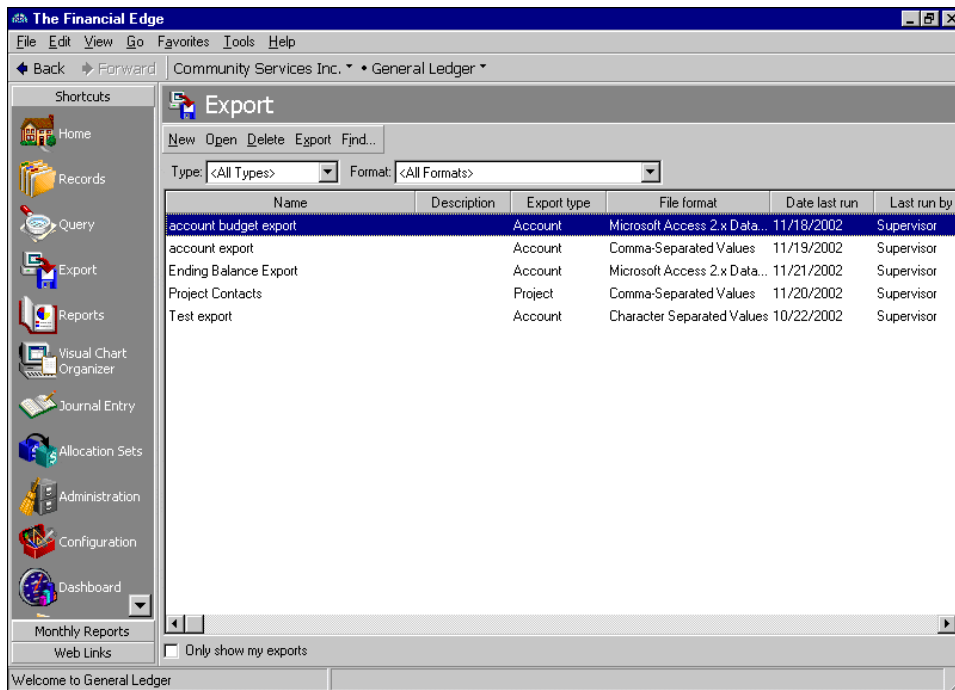 The Financial Edge
File Edit View Go Favorites Tools Help
Back Forward Community Services Inc. • General Ledger
Shortcuts
Home
Records
Query
Export
Reports
Visual Chart
Organizer
Journal Entry
Allocation Sets
Administration
Configuration
Dashboard
Monthly Reports
Web Links
Export
New Open Delete Export Find...
Type: <All Types> Format: <All Formats>
Name Description Export type File format Date last run Last run by
account budget export Account Microsoft Access 2.x Data... 11/18/2002 Supervisor
account export Account Comma-Separated Values 11/19/2002 Supervisor
Ending Balance Export Account Microsoft Access 2.x Data... 11/21/2002 Supervisor
Project Contacts Project Comma-Separated Values 11/20/2002 Supervisor
Test export Account Character Separated Values 10/22/2002 Supervisor
Only show my exports
Welcome to General Ledger